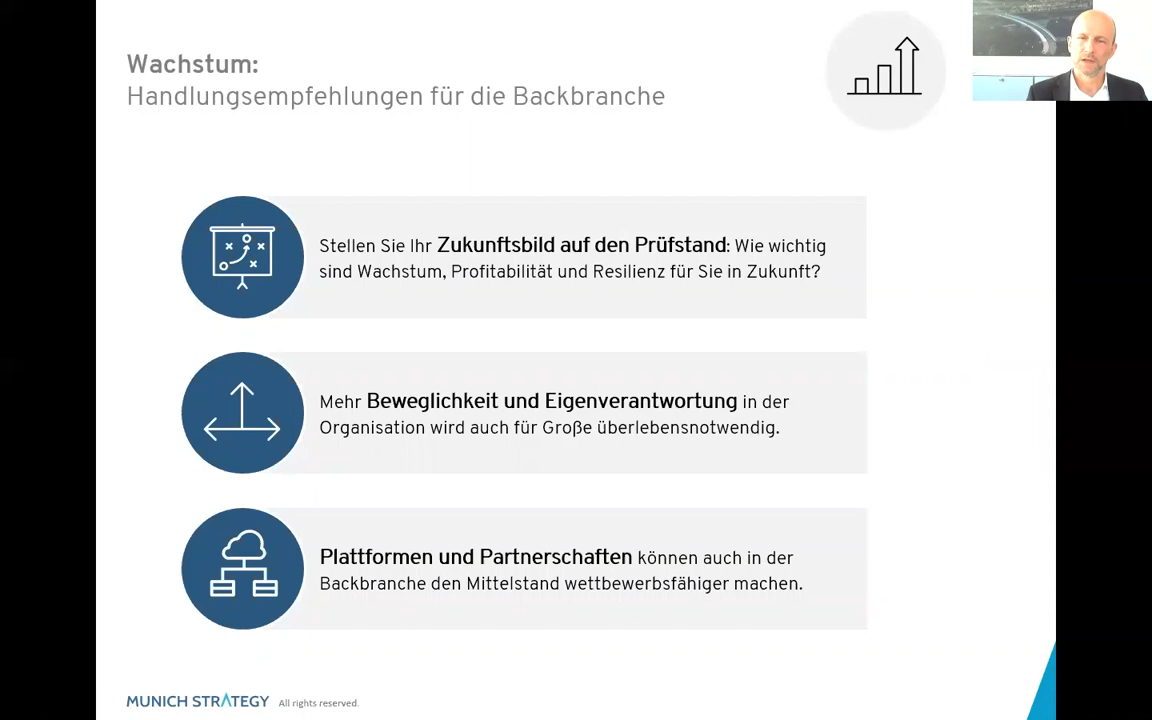 Wachstum:
Handlungsempfehlungen für die Backbranche
Stellen Sie Ihr Zukunftsbild auf den Prüfstand: Wie wichtig
sind Wachstum, Profitabilität und Resilienz für Sie in Zukunft?
Mehr Beweglichkeit und Eigenverantwortung in der
Organisation wird auch für Große überlebensnotwendig.
Plattformen und Partnerschaften können auch in der
Backbranche den Mittelstand wettbewerbsfähiger machen.
MUNICH STRATEGY All rights reserved.